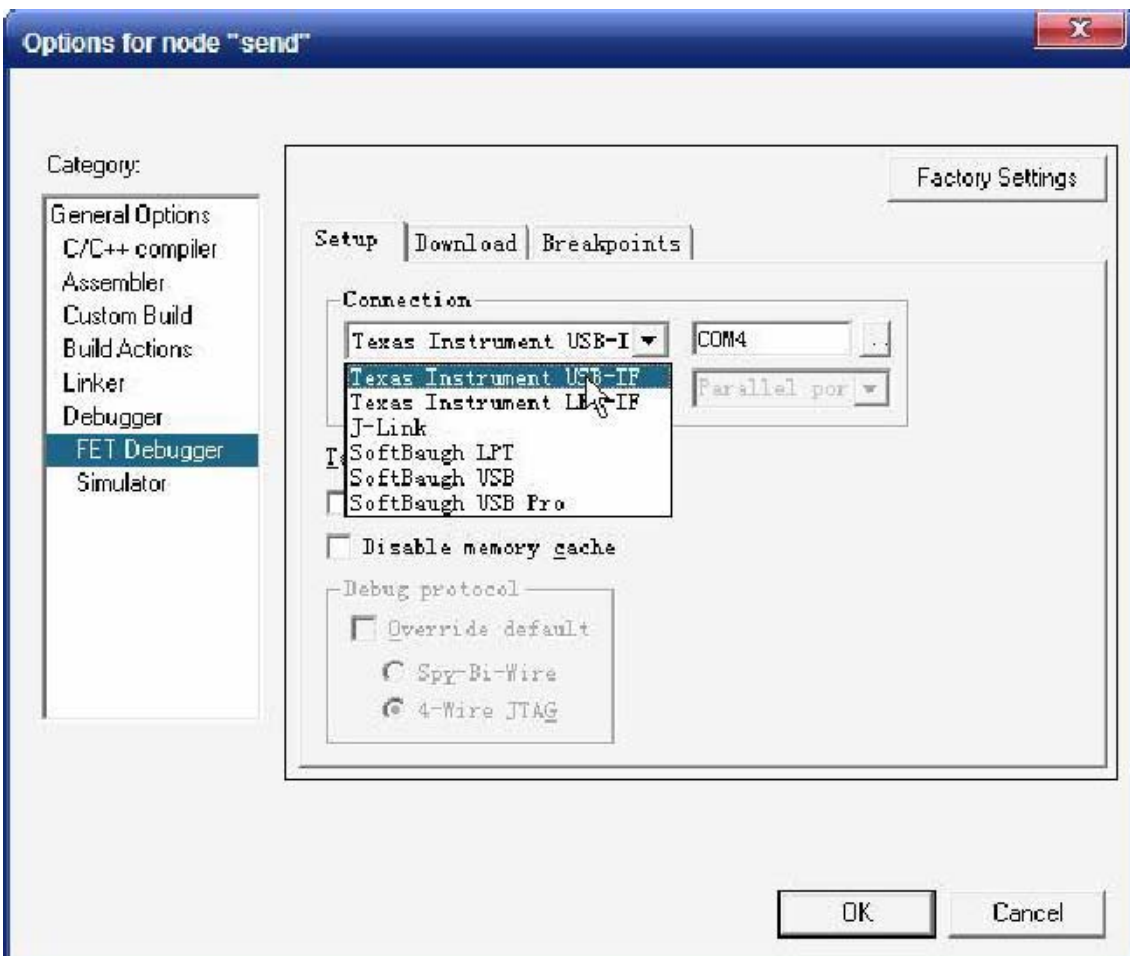 Options for node "send"
Category:
General Options
C/C++ compiler
Assembler
Custom Build
Build Actions
Linker
Debugger
FET Debugger
Simulator
Factory Settings
Setup Download Breakpoints
Connection
Texas Instrument USB-I COM4 ..
Texas Instrument USB-IF
Texas Instrument IF
Parallel por
J-Link
SoftBaugh LPT
SoftBaugh USB
SoftBaugh USB Pro
Disable memory cache
Debug protocol
Override default
Spy-Bi-Wire
4-Wire JTAG
OK Cancel